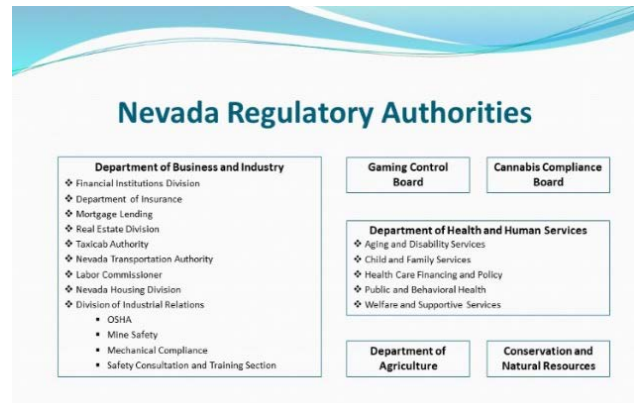 Nevada Regulatory Authorities
Department of Business and Industry
❖ Financial Institutions Division
❖ Department of Insurance
❖ Mortgage Lending
❖ Real Estate Division
❖ Taxicab Authority
❖ Nevada Transportation Authority
❖ Labor Commissioner
❖ Nevada Housing Division
❖ Division of Industrial Relations
▪ OSHA
▪ Mine Safety
▪ Mechanical Compliance
▪ Safety Consultation and Training Section
Gaming Control
Board
Cannabis Compliance
Board
Department of Health and Human Services
❖ Aging and Disability Services
❖ Child and Family Services
❖ Health Care Financing and Policy
❖ Public and Behavioral Health
❖ Welfare and Supportive Services
Department of
Agriculture
Conservation and
Natural Resources